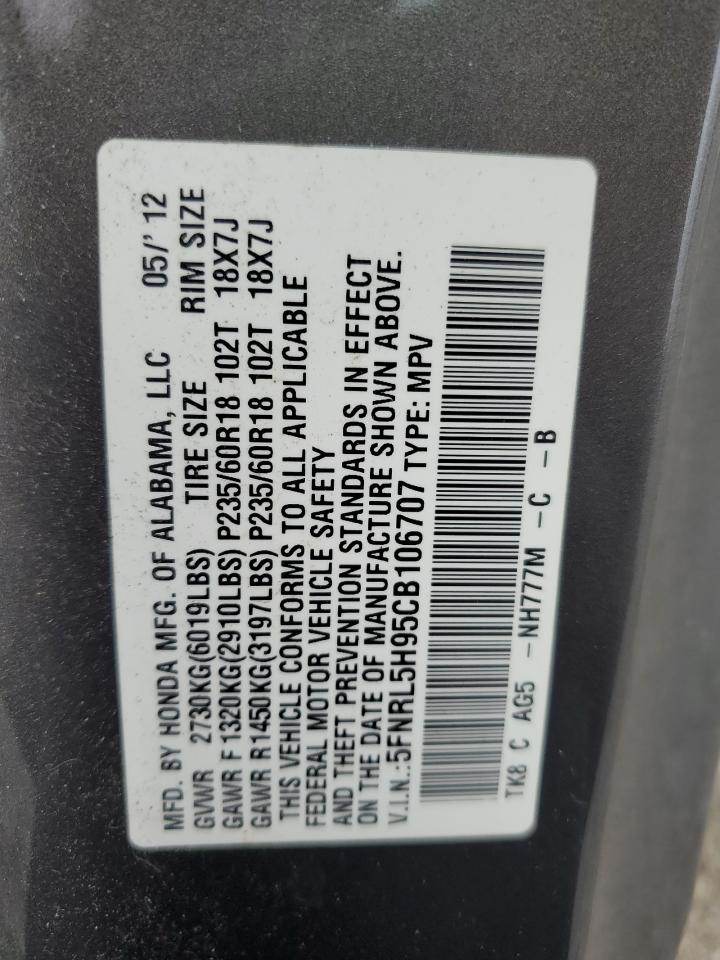 MFD. BY HONDA MFG. OF ALABAMA, LLC 05/'12
GVWR 2730KG(6019LBS) TIRE SIZE RIM SIZE
GAWR F 1320KG(2910LBS) P235/60R18 102T 18X7J
GAWR R1450KG(3197LBS) P235/60R18 102T 18X7J
THIS VEHICLE CONFORMS TO ALL APPLICABLE
FEDERAL MOTOR VEHICLE SAFETY
AND THEFT PREVENTION STANDARDS IN EFFECT
ON THE DATE OF MANUFACTURE SHOWN ABOVE.
V.I.N.:5FNRL5H95CB106707 TYPE: MPV
TK8 C AG5 -NH777M -C -B